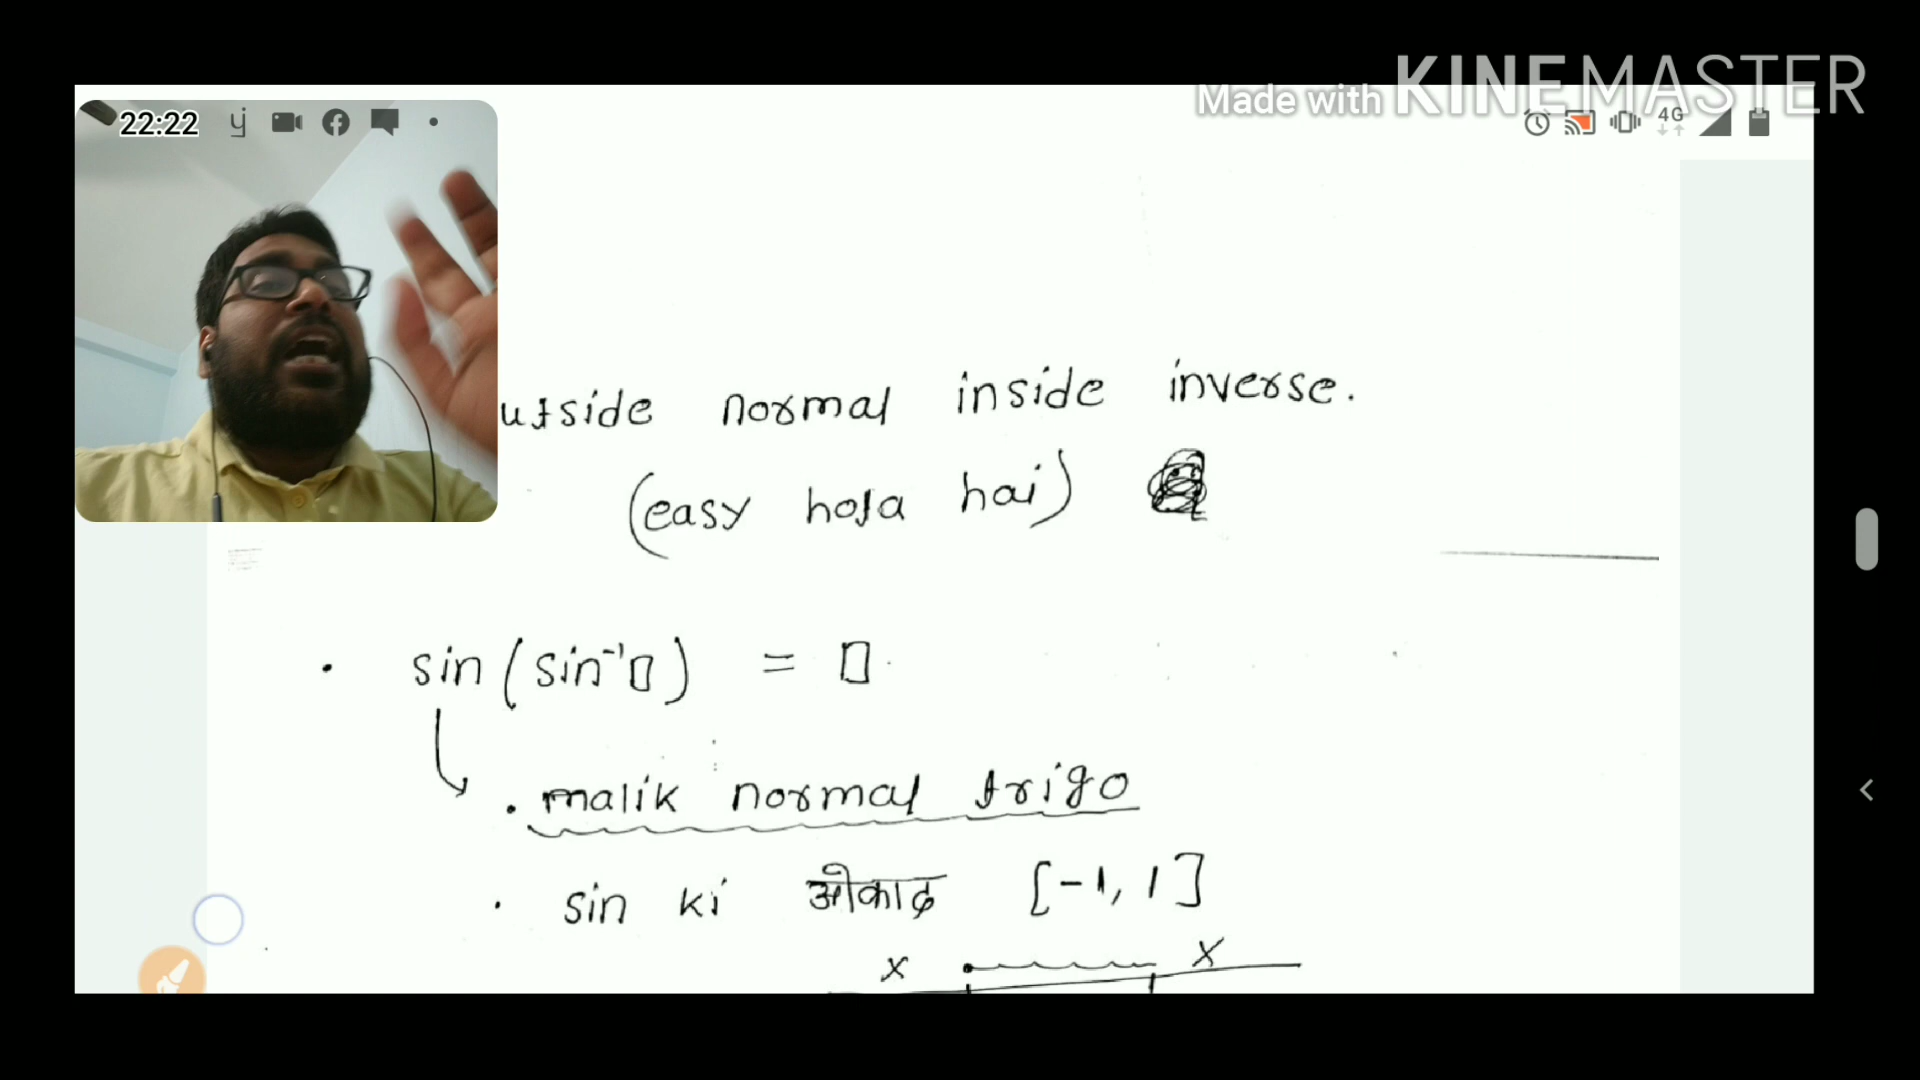 Made with KINEMASTER
22:22
4G
utside normal inside inverse.
(easy hota hai)
• sin(sin⁻¹▯) = ▯.
. malik normal trigo
• sin ki औकाद [-1, 1]
x x